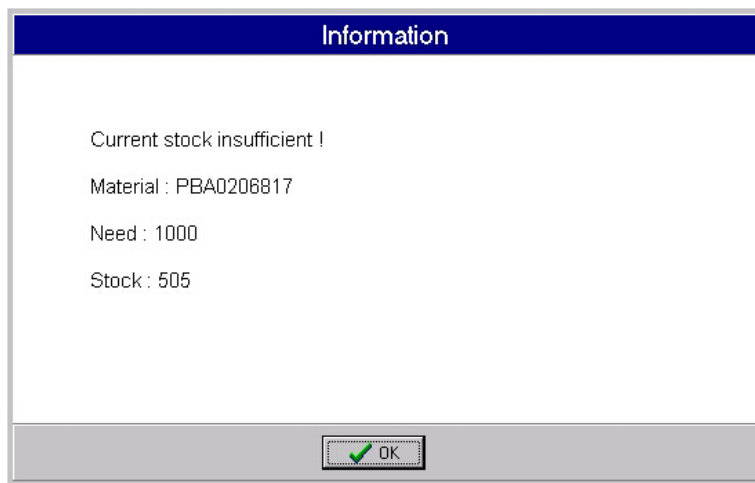 Information
Current stock insufficient !
Material : PBA0206817
Need : 1000
Stock : 505
OK